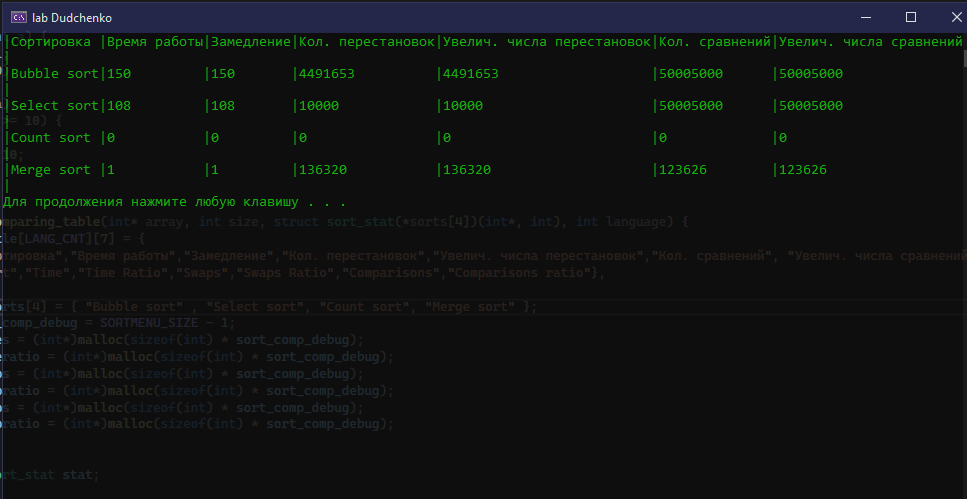 lab Dudchenko
|Сортировка |Время работы|Замедление|Кол. перестановок|Увелич. числа перестановок|Кол. сравнений|Увелич. числа сравнений
|
|Bubble sort|150 |150 |4491653 |4491653 |50005000 |50005000
|
|Select sort|108 |108 |10000 |10000 |50005000 |50005000
|
>= 10) {
|Count sort |0 |0 |0 |0 |0 |0
|
10;
|Merge sort |1 |1 |136320 |136320 |123626 |123626
|
Для продолжения нажмите любую клавишу . . .
mparing_table(int* array, int size, struct sort_stat(*sorts[4])(int*, int), int language) {
le[LANG_CNT][7] = {
тировка","Время работы","Замедление","Кол. перестановок","Увелич. числа перестановок","Кол. сравнений", "Увелич. числа сравнений
t","Time","Time Ratio","Swaps","Swaps Ratio","Comparisons","Comparisons ratio"},
rts[4] = { "Bubble sort" , "Select sort", "Count sort", "Merge sort" };
_comp_debug = SORTMENU_SIZE - 1;
s = (int*)malloc(sizeof(int) * sort_comp_debug);
ratio = (int*)malloc(sizeof(int) * sort_comp_debug);
s = (int*)malloc(sizeof(int) * sort_comp_debug);
ratio = (int*)malloc(sizeof(int) * sort_comp_debug);
s = (int*)malloc(sizeof(int) * sort_comp_debug);
ratio = (int*)malloc(sizeof(int) * sort_comp_debug);
rt_stat stat;